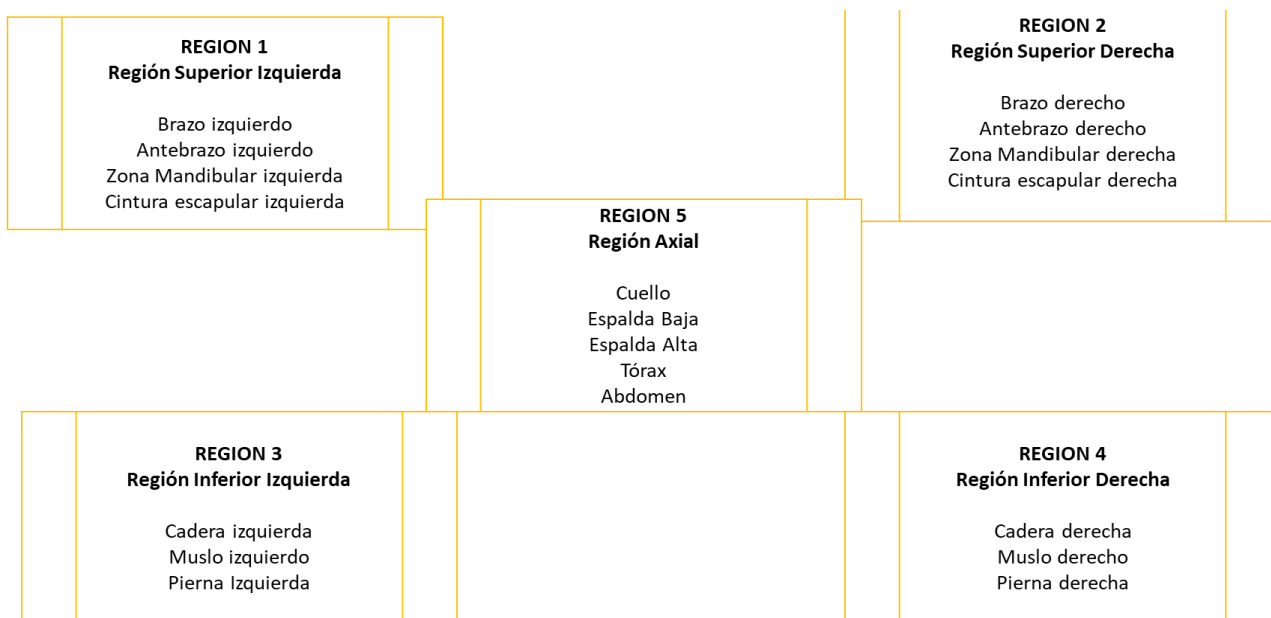 REGION 1
Región Superior Izquierda
Brazo izquierdo
Antebrazo izquierdo
Zona Mandibular izquierda
Cintura escapular izquierda
REGION 2
Región Superior Derecha
Brazo derecho
Antebrazo derecho
Zona Mandibular derecha
Cintura escapular derecha
REGION 5
Región Axial
Cuello
Espalda Baja
Espalda Alta
Tórax
Abdomen
REGION 3
Región Inferior Izquierda
Cadera izquierda
Muslo izquierdo
Pierna Izquierda
REGION 4
Región Inferior Derecha
Cadera derecha
Muslo derecho
Pierna derecha